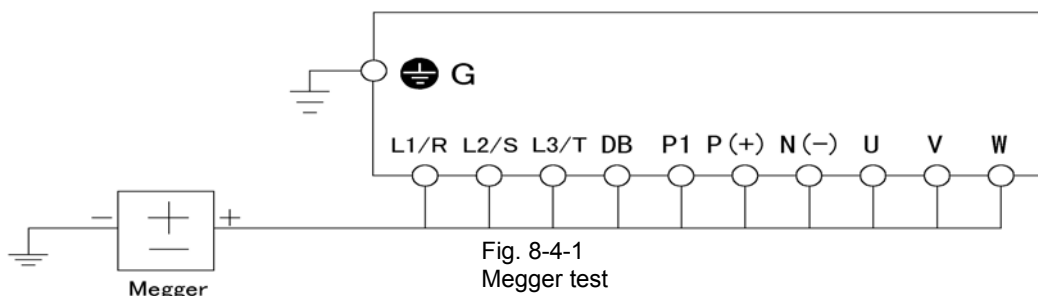 G
L1/R L2/S L3/T DB P1 P(+) N(-) U V W
- + - +
Fig. 8-4-1
Megger test
Megger